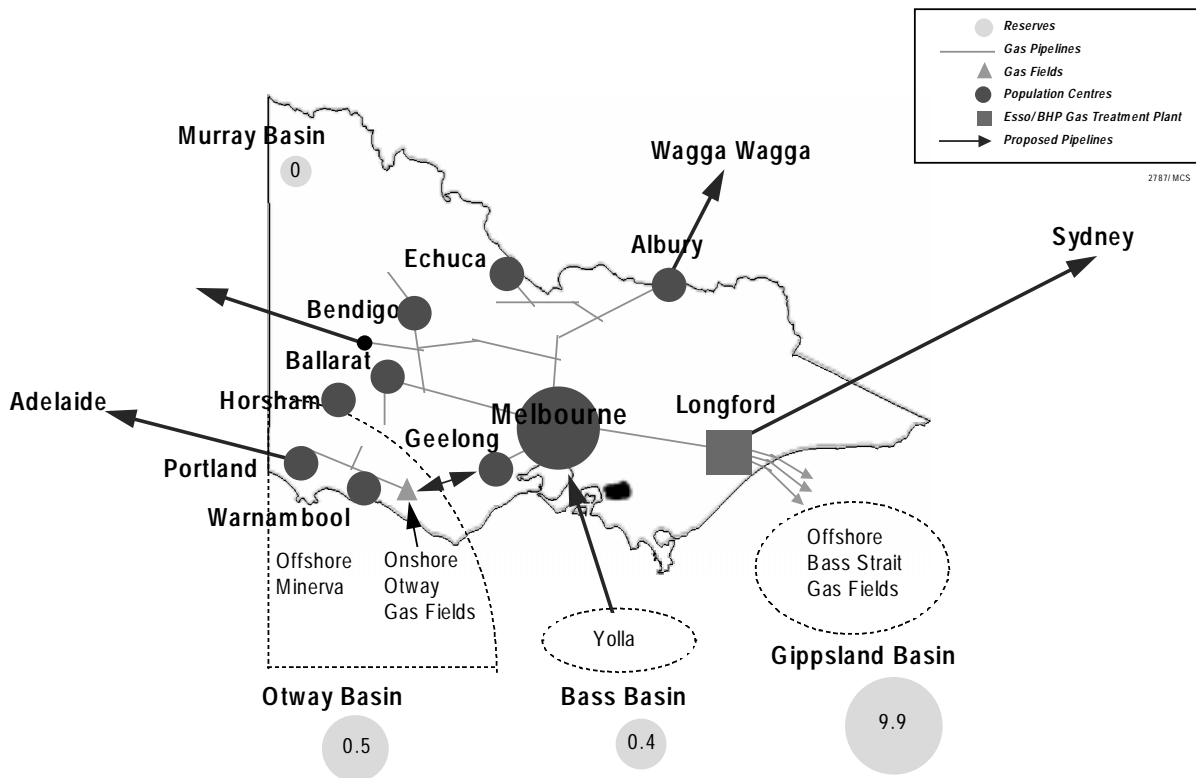 Reserves
Gas Pipelines
Gas Fields
Population Centres
Esso/BHP Gas Treatment Plant
Proposed Pipelines
2787/MCS
Murray Basin
0
Wagga Wagga
Sydney
Albury
Echuca
Bendigo
Ballarat
Adelaide
Horsham
Melbourne
Longford
Geelong
Portland
Warnambool
Offshore
Minerva
Onshore
Otway
Gas Fields
Offshore
Bass Strait
Gas Fields
Yolla
Gippsland Basin
Otway Basin
Bass Basin
9.9
0.5
0.4